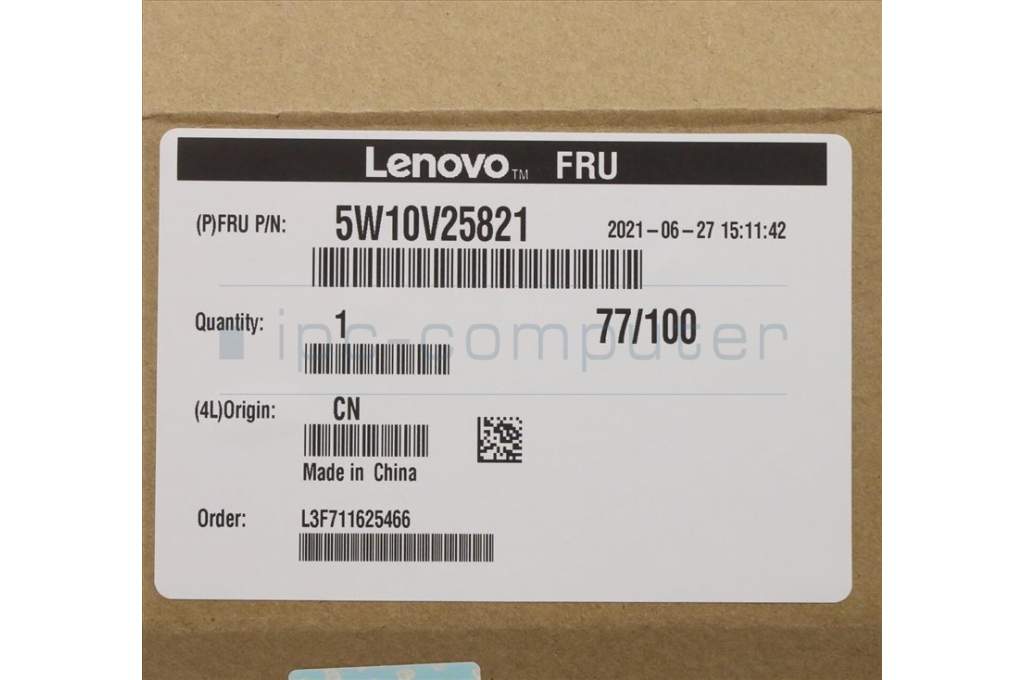 Lenovo™ FRU
(P)FRU P/N: 5W10V25821 2021-06-27 15:11:42
Quantity: 1 77/100
ipc-computer
(4L)Origin: CN
Made in China
Order: L3F711625466